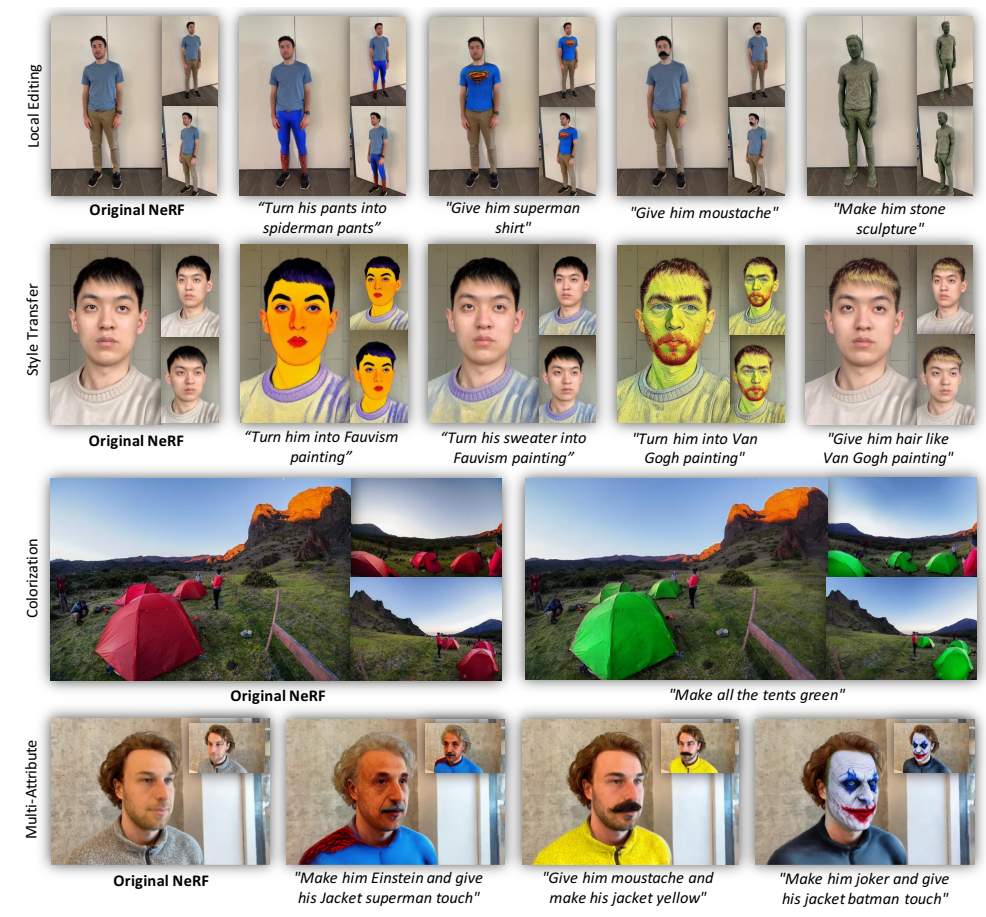 Local Editing
Original NeRF
“Turn his pants into
spiderman pants”
"Give him superman
shirt"
"Give him moustache"
"Make him stone
sculpture"
Style Transfer
Original NeRF
“Turn him into Fauvism
painting”
“Turn his sweater into
Fauvism painting”
"Turn him into Van
Gogh painting"
"Give him hair like
Van Gogh painting"
Colorization
Original NeRF
"Make all the tents green"
Multi-Attribute
Original NeRF
"Make him Einstein and give
his Jacket superman touch"
"Give him moustache and
make his jacket yellow"
"Make him joker and give
his jacket batman touch"